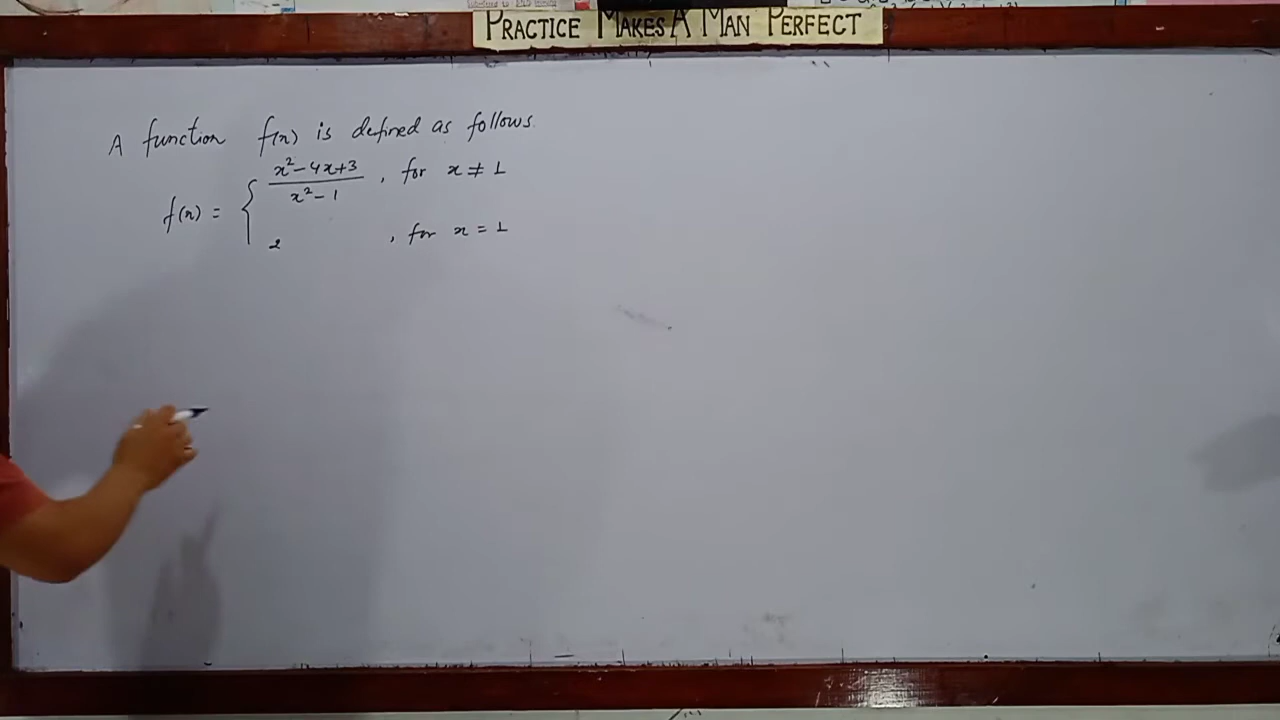 PRACTICE MAKES A MAN PERFECT
A function f(x) is defined as follows.
f(x) = { x²-4x+3 / x²-1 , for x ≠ 1
2 , for x = 1